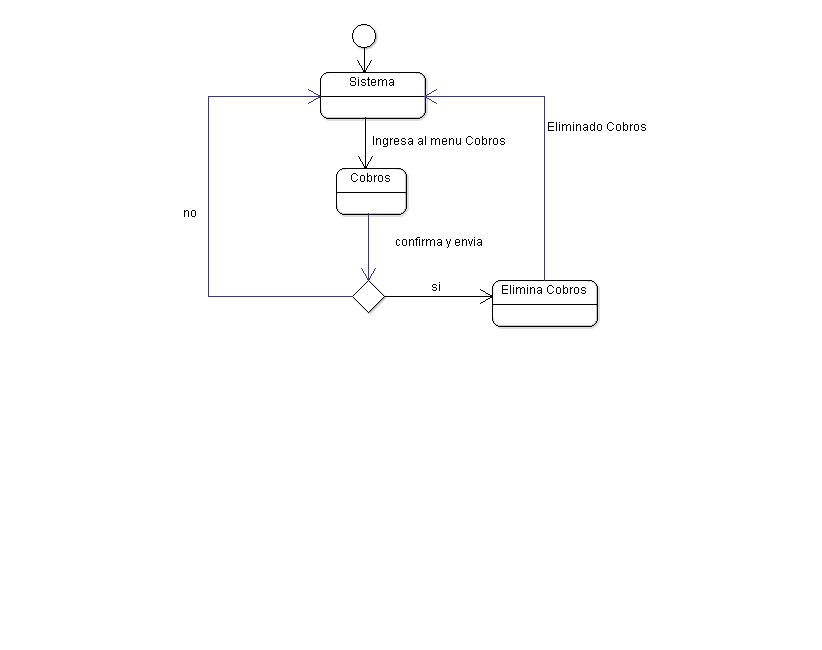 Sistema
Eliminado Cobros
Ingresa al menu Cobros
Cobros
no
confirma y envia
si
Elimina Cobros